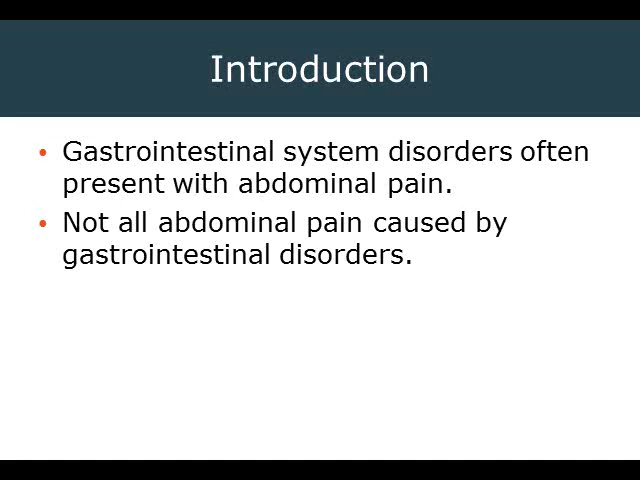 Introduction
• Gastrointestinal system disorders often
present with abdominal pain.
• Not all abdominal pain caused by
gastrointestinal disorders.